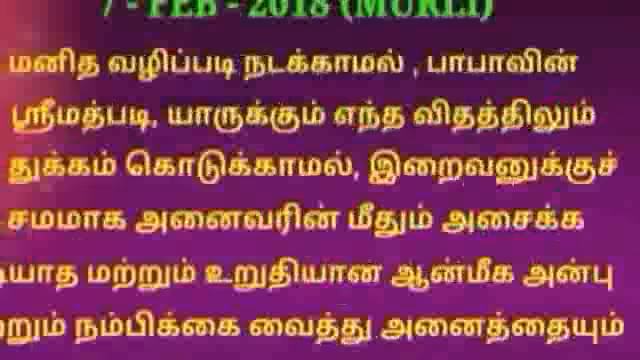 7 - FEB - 2018 (MURLI)
மனித வழிப்படி நடக்காமல் , பாபாவின்
ஸ்ரீமத்படி, யாருக்கும் எந்த விதத்திலும்
துக்கம் கொடுக்காமல், இறைவனுக்குச்
சமமாக அனைவரின் மீதும் அசைக்க
மற்றும் உறுதியான ஆன்மீக அன்பு
நம்பிக்கை வைத்து அனைத்தையும்